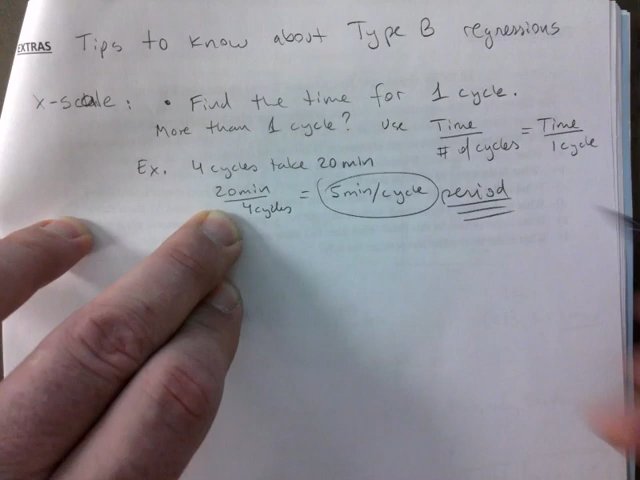 EXTRAS Tips to know about Type B regressions
X-scale: • Find the time for 1 cycle.
More than 1 cycle? Use Time / # of cycles = Time / 1 cycle
Ex. 4 cycles take 20 min
20 min / 4 cycles = 5 min/cycle period